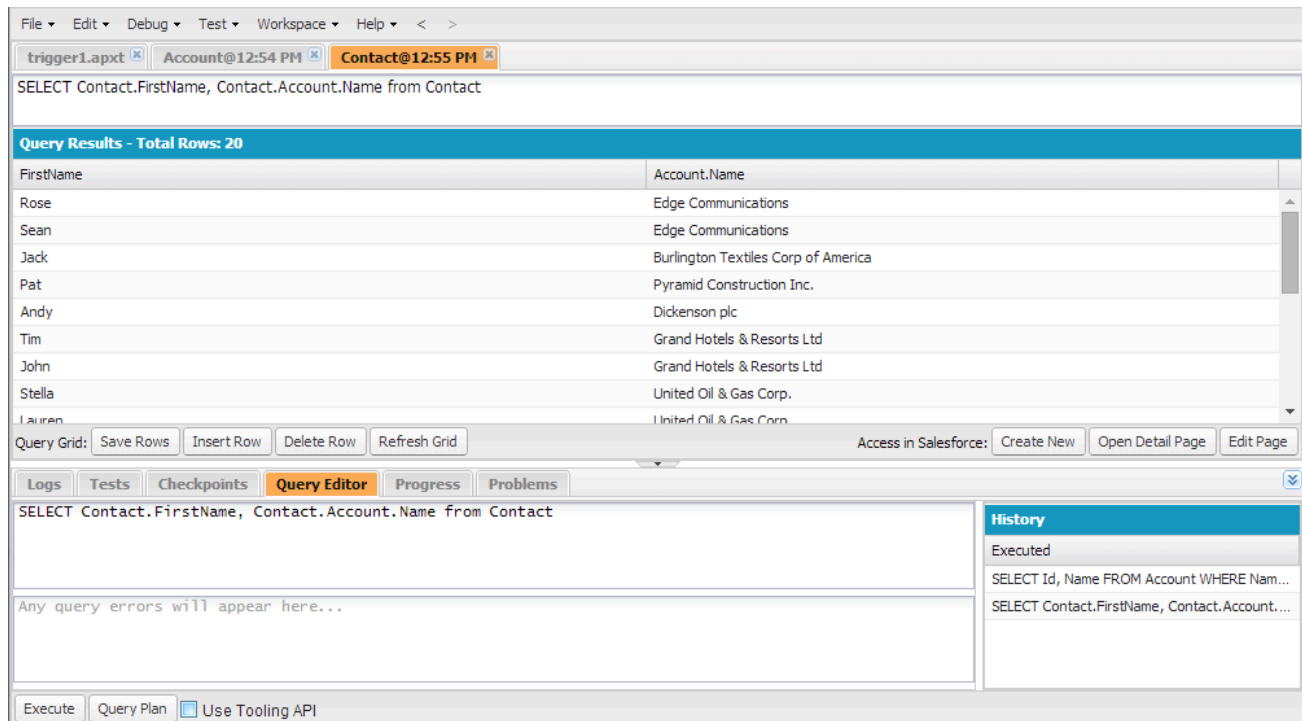 File Edit Debug Test Workspace Help < >
trigger1.apxt Account@12:54 PM Contact@12:55 PM
SELECT Contact.FirstName, Contact.Account.Name from Contact
Query Results - Total Rows: 20
FirstName Account.Name
Rose Edge Communications
Sean Edge Communications
Jack Burlington Textiles Corp of America
Pat Pyramid Construction Inc.
Andy Dickenson plc
Tim Grand Hotels & Resorts Ltd
John Grand Hotels & Resorts Ltd
Stella United Oil & Gas Corp.
Lauren United Oil & Gas Corp.
Query Grid: Save Rows Insert Row Delete Row Refresh Grid Access in Salesforce: Create New Open Detail Page Edit Page
Logs Tests Checkpoints Query Editor Progress Problems
SELECT Contact.FirstName, Contact.Account.Name from Contact
History
Executed
SELECT Id, Name FROM Account WHERE Nam...
SELECT Contact.FirstName, Contact.Account....
Any query errors will appear here...
Execute Query Plan Use Tooling API